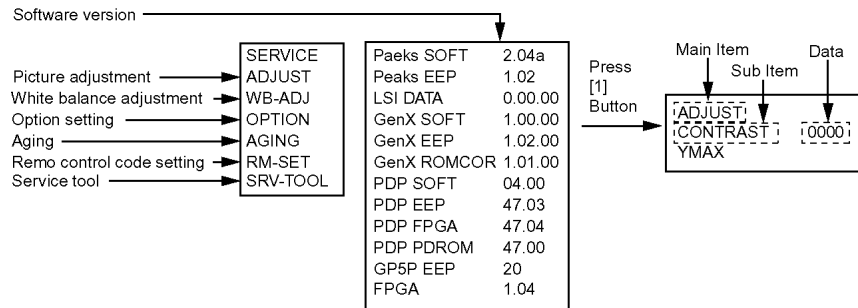 Software version
Picture adjustment
White balance adjustment
Option setting
Aging
Remo control code setting
Service tool
SERVICE
ADJUST
WB-ADJ
OPTION
AGING
RM-SET
SRV-TOOL
Paeks SOFT 2.04a
Peaks EEP 1.02
LSI DATA 0.00.00
GenX SOFT 1.00.00
GenX EEP 1.02.00
GenX ROMCOR 1.01.00
PDP SOFT 04.00
PDP EEP 47.03
PDP FPGA 47.04
PDP PDROM 47.00
GP5P EEP 20
FPGA 1.04
Press
[1]
Button
Main Item
Sub Item
Data
ADJUST
CONTRAST 0000
YMAX